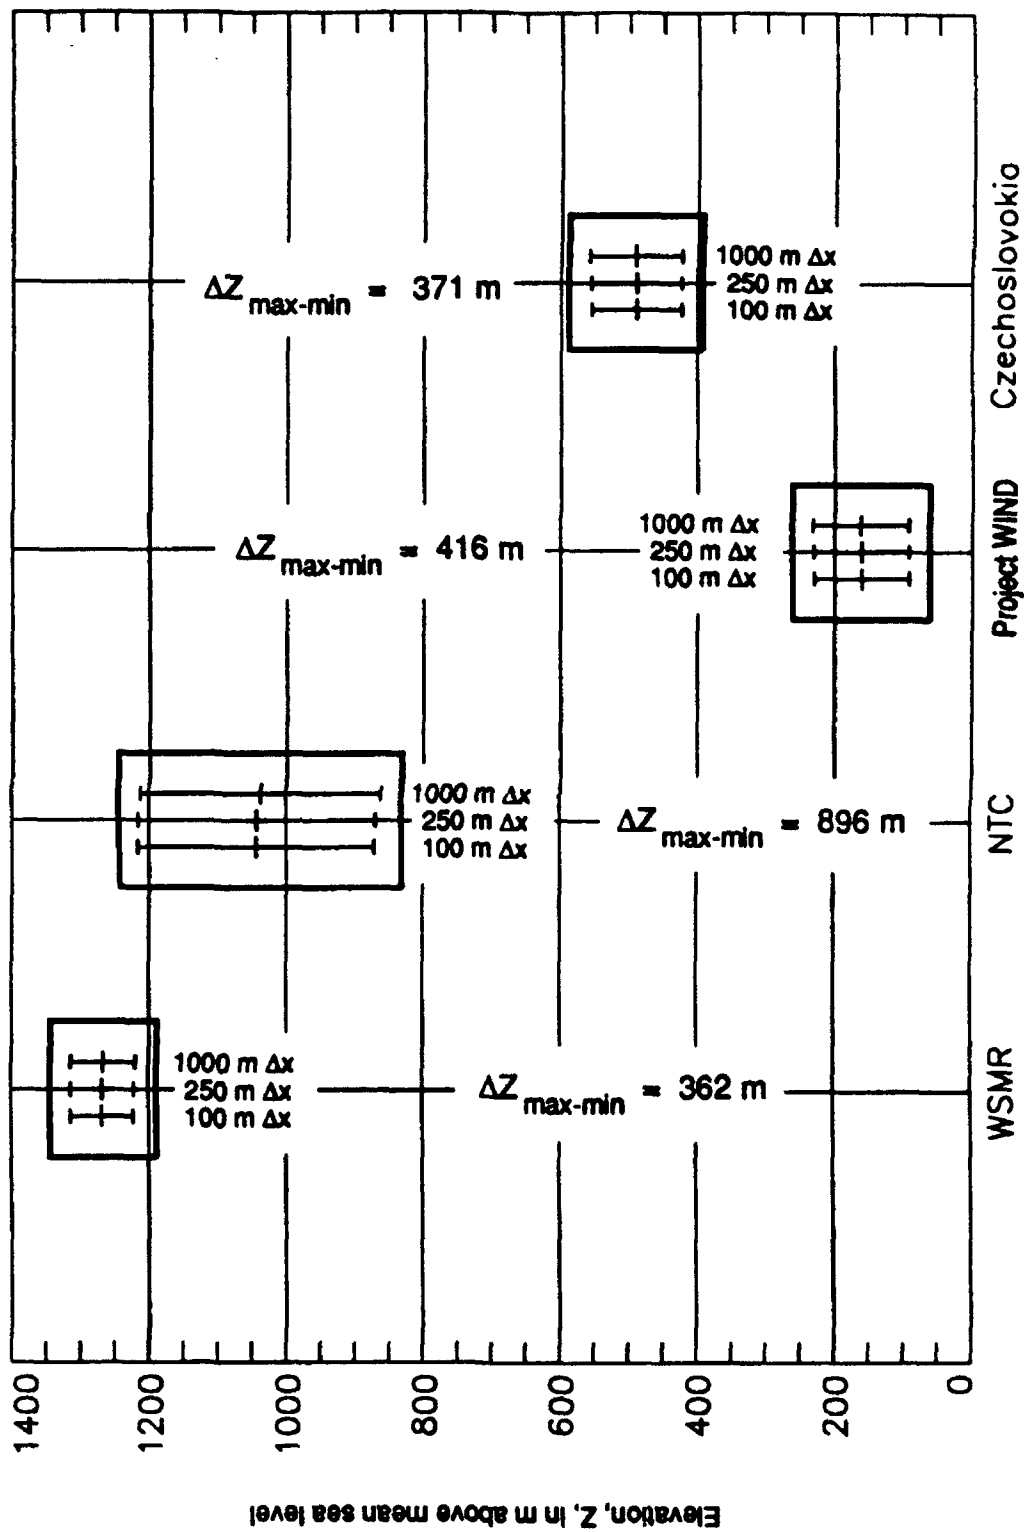 ΔZ max-min = 371 m
1000 m Δx
250 m Δx
100 m Δx
Czechoslovokio
ΔZ max-min = 416 m
1000 m Δx
250 m Δx
100 m Δx
Project WIND
1000 m Δx
250 m Δx
100 m Δx
ΔZ max-min = 896 m
NTC
1000 m Δx
250 m Δx
100 m Δx
ΔZ max-min = 362 m
WSMR
1400
1200
1000
800
600
400
200
0
Elevation, Z, in m above mean sea level